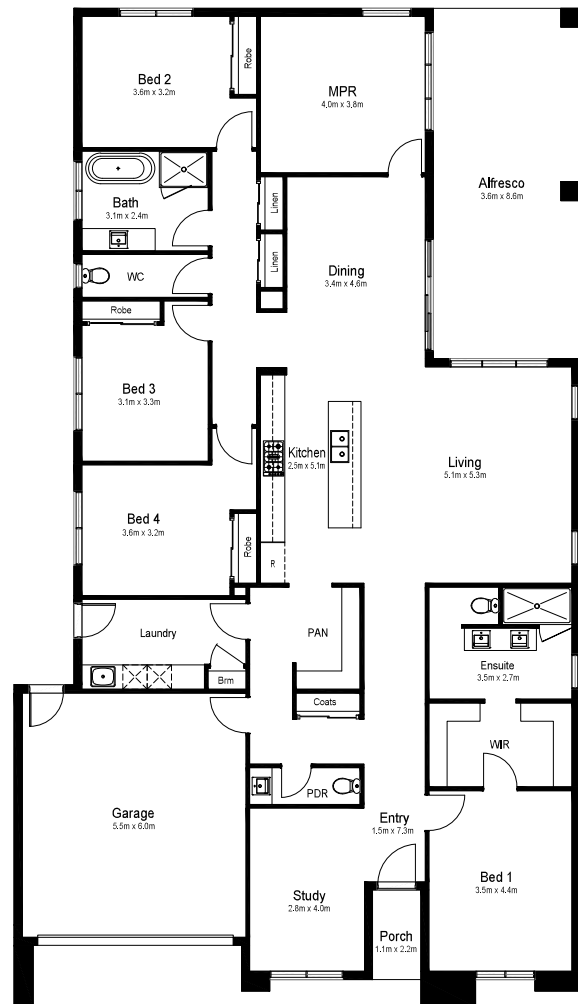 Bed 2
3.6m x 3.2m
Robe
MPR
4.0m x 3.8m
Alfresco
3.6m x 8.6m
Bath
3.1m x 2.4m
Linen
Linen
WC
Dining
3.4m x 4.6m
Robe
Bed 3
3.1m x 3.3m
Kitchen
2.5m x 5.1m
Living
5.1m x 5.3m
Bed 4
3.6m x 3.2m
Robe
R
Laundry
PAN
Ensuite
3.5m x 2.7m
Brm
Coats
WIR
PDR
Garage
5.5m x 6.0m
Entry
1.5m x 7.3m
Bed 1
3.5m x 4.4m
Study
2.8m x 4.0m
Porch
1.1m x 2.2m